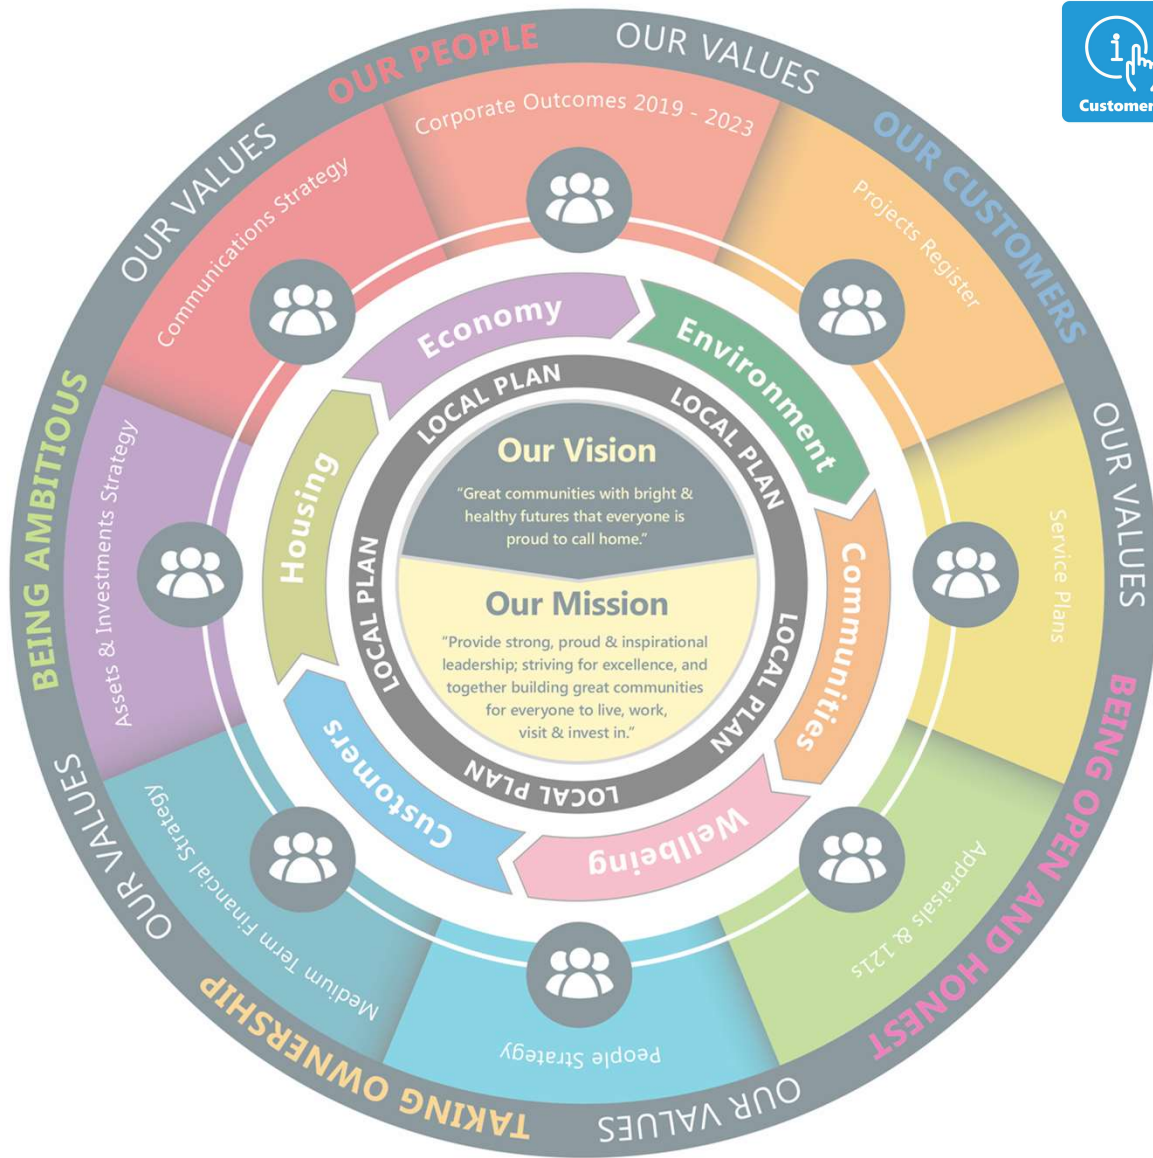 OUR PEOPLE
OUR VALUES
OUR CUSTOMERS
OUR VALUES
BEING OPEN AND HONEST
OUR VALUES
TAKING OWNERSHIP
OUR VALUES
BEING AMBITIOUS
OUR VALUES
Customer
Corporate Outcomes 2019 - 2023
Projects Register
Service Plans
Appraisals & 121s
People Strategy
Medium Term Financial Strategy
Assets & Investments Strategy
Communications Strategy
Economy
Environment
Communities
Wellbeing
Customers
Housing
LOCAL PLAN
LOCAL PLAN
LOCAL PLAN
LOCAL PLAN
LOCAL PLAN
Our Vision
“Great communities with bright &
healthy futures that everyone is
proud to call home.”
Our Mission
“Provide strong, proud & inspirational
leadership; striving for excellence, and
together building great communities
for everyone to live, work,
visit & invest in.”